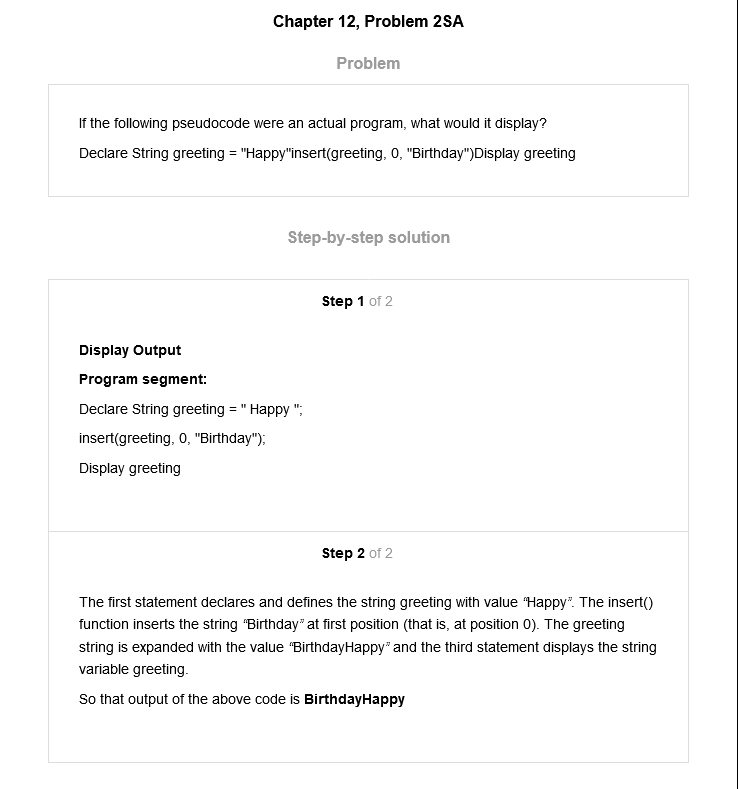 Chapter 12, Problem 2SA
Problem
If the following pseudocode were an actual program, what would it display?
Declare String greeting = "Happy"insert(greeting, 0, "Birthday")Display greeting
Step-by-step solution
Step 1 of 2
Display Output
Program segment:
Declare String greeting = " Happy ";
insert(greeting, 0, "Birthday");
Display greeting
Step 2 of 2
The first statement declares and defines the string greeting with value “Happy”. The insert()
function inserts the string “Birthday” at first position (that is, at position 0). The greeting
string is expanded with the value “BirthdayHappy” and the third statement displays the string
variable greeting.
So that output of the above code is BirthdayHappy